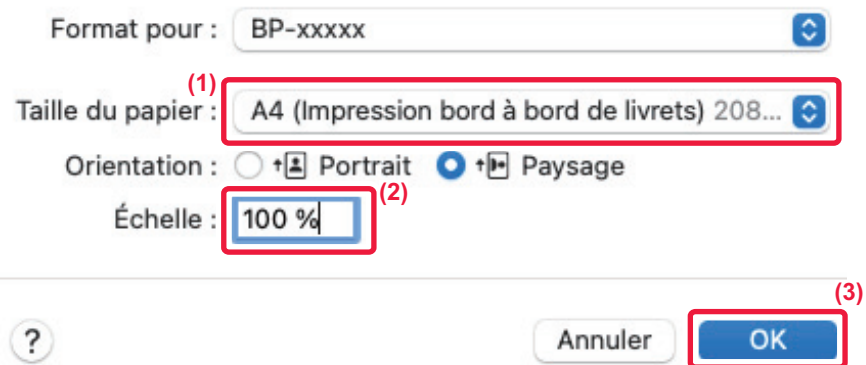 Format pour : BP-xxxxx
(1)
Taille du papier : A4 (Impression bord à bord de livrets) 208...
Orientation : Portrait Paysage
(2)
Échelle : 100 %
(3)
? Annuler OK